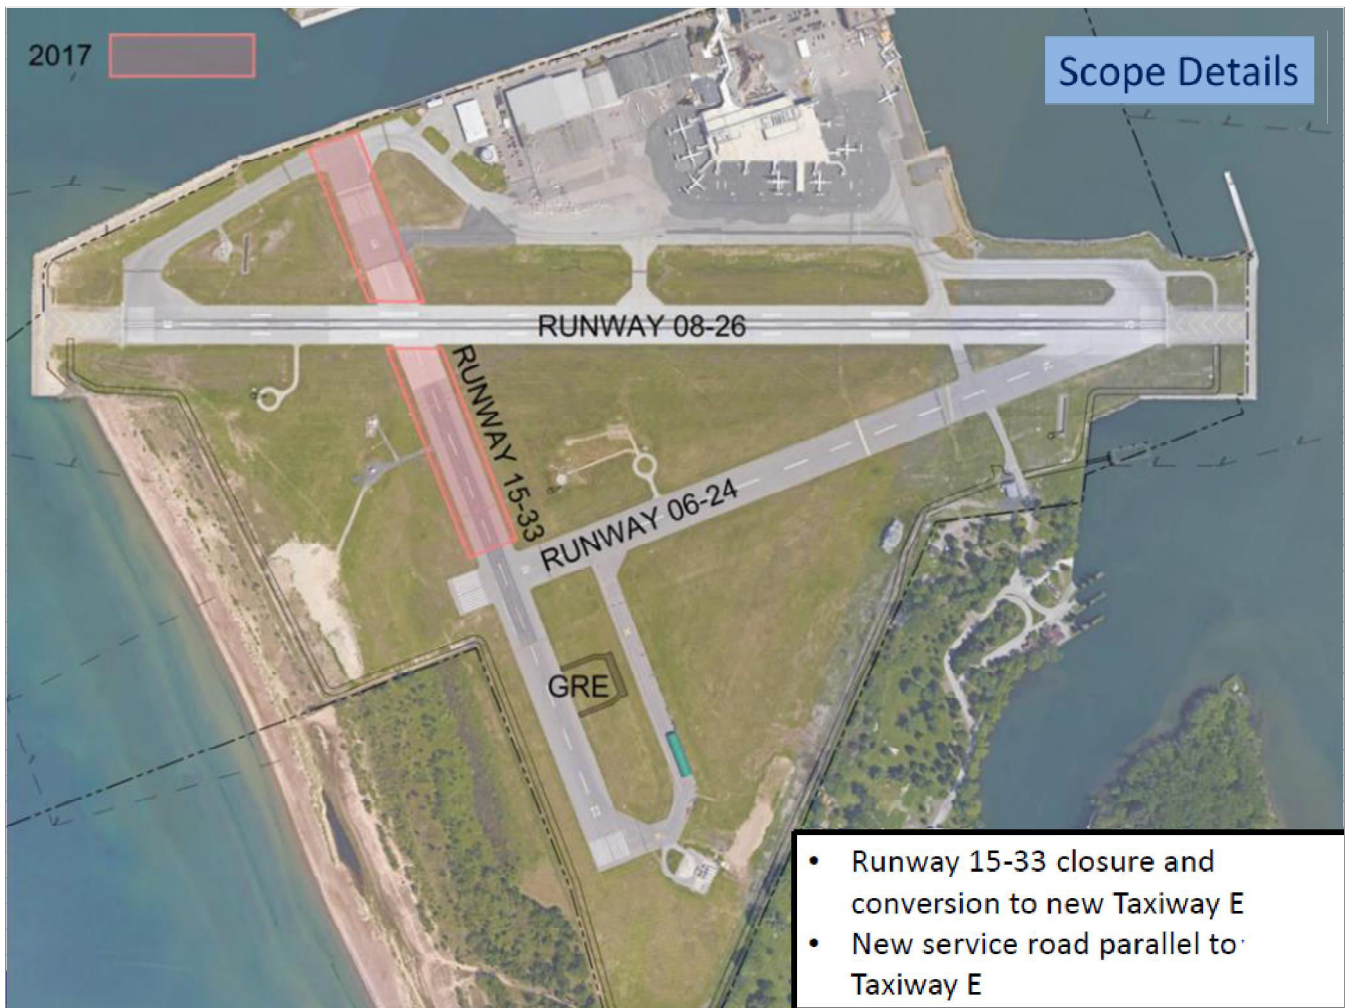 2017
Scope Details
RUNWAY 08-26
RUNWAY 15-33
RUNWAY 06-24
GRE
• Runway 15-33 closure and
conversion to new Taxiway E
• New service road parallel to
Taxiway E